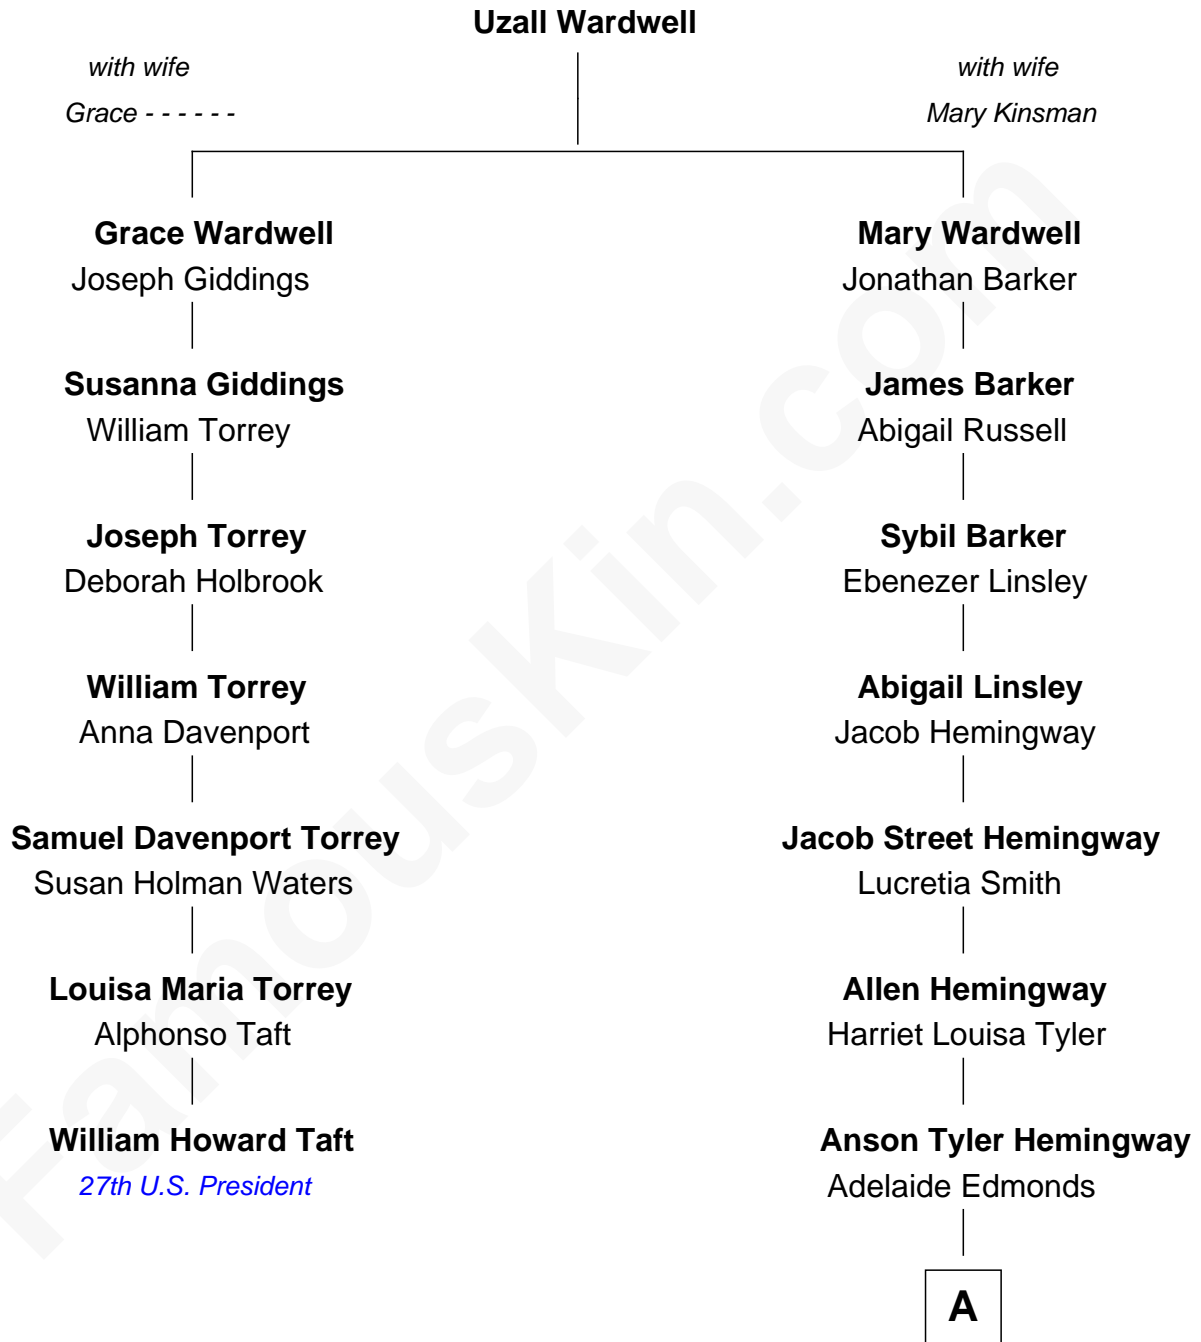 Uzall Wardwell
with wife
Grace - - - - - -
with wife
Mary Kinsman
Grace Wardwell
Joseph Giddings
Mary Wardwell
Jonathan Barker
Susanna Giddings
William Torrey
James Barker
Abigail Russell
Joseph Torrey
Deborah Holbrook
Sybil Barker
Ebenezer Linsley
William Torrey
Anna Davenport
Abigail Linsley
Jacob Hemingway
Samuel Davenport Torrey
Susan Holman Waters
Jacob Street Hemingway
Lucretia Smith
Louisa Maria Torrey
Alphonso Taft
Allen Hemingway
Harriet Louisa Tyler
William Howard Taft
27th U.S. President
Anson Tyler Hemingway
Adelaide Edmonds
A
FamousKin.com